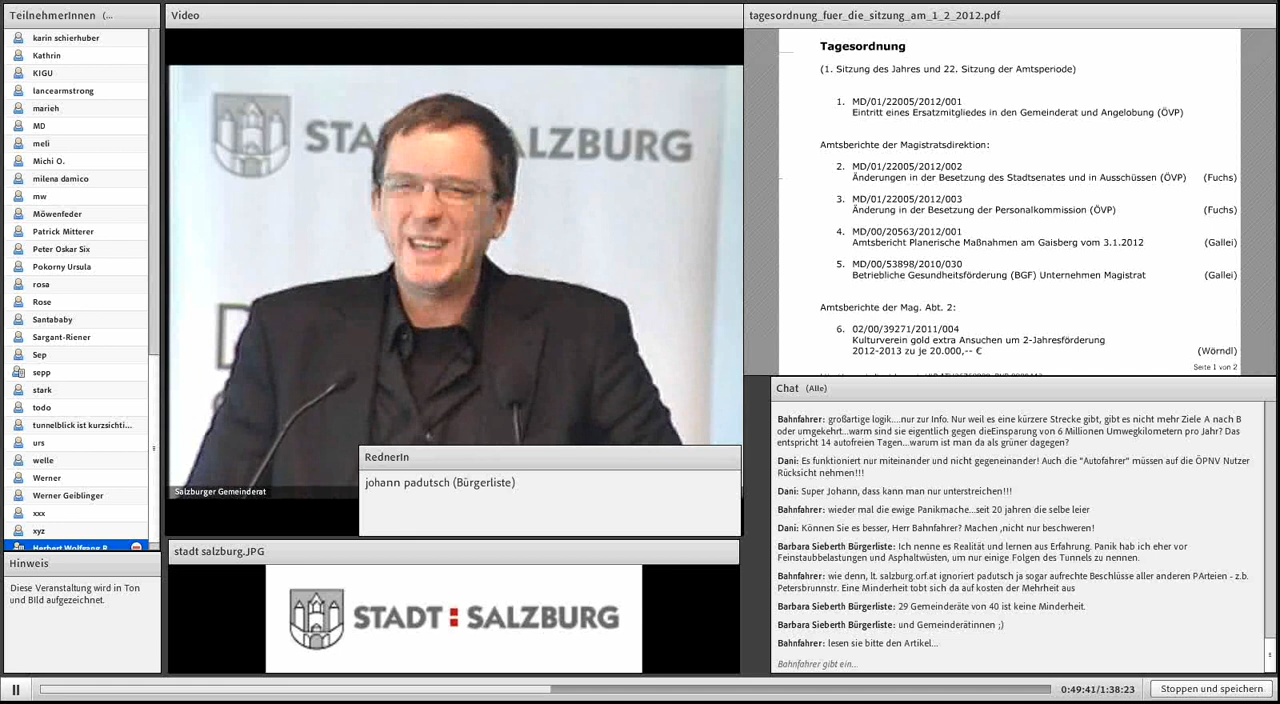 TeilnehmerInnen (...
karin schierhuber
Kathrin
KIGU
lancearmstrong
marieh
MD
meli
Michi O.
milena damico
mw
Möwenfeder
Patrick Mitterer
Peter Oskar Six
Pokorny Ursula
rosa
Rose
Santababy
Sargant-Riener
Sep
sepp
stark
todo
tunnelblick ist kurzsichti...
urs
welle
Werner
Werner Geiblinger
xxx
xyz
Herbert Wolfgang R
Hinweis
Diese Veranstaltung wird in Ton
und BIld aufgezeichnet.
Video
STADT SALZBURG
Salzburger Gemeinderat
RednerIn
johann padutsch (Bürgerliste)
stadt salzburg.JPG
STADT : SALZBURG
tagesordnung_fuer_die_sitzung_am_1_2_2012.pdf
Tagesordnung
(1. Sitzung des Jahres und 22. Sitzung der Amtsperiode)
1. MD/01/22005/2012/001
Eintritt eines Ersatzmitgliedes in den Gemeinderat und Angelobung (ÖVP)
Amtsberichte der Magistratsdirektion:
2. MD/01/22005/2012/002
Änderungen in der Besetzung des Stadtsenates und in Ausschüssen (ÖVP) (Fuchs)
3. MD/01/22005/2012/003
Änderung in der Besetzung der Personalkommission (ÖVP) (Fuchs)
4. MD/00/20563/2012/001
Amtsbericht Planerische Maßnahmen am Gaisberg vom 3.1.2012 (Gallei)
5. MD/00/53898/2010/030
Betriebliche Gesundheitsförderung (BGF) Unternehmen Magistrat (Gallei)
Amtsberichte der Mag. Abt. 2:
6. 02/00/39271/2011/004
Kulturverein gold extra Ansuchen um 2-Jahresförderung
2012-2013 zu je 20.000,-- € (Wörndl)
Seite 1 von 2
Chat (Alle)
Bahnfahrer: großartige logik....nur zur Info. Nur weil es eine kürzere Strecke gibt, gibt es nicht mehr Ziele A nach B
oder umgekehrt...warm sind sie eigentlich gegen dieEinsparung von 6 Millionen Umwegkilometern pro Jahr? Das
entspricht 14 autofreien Tagen...warum ist man da als grüner dagegen?
Dani: Es funktioniert nur miteinander und nicht gegeneinander! Auch die "Autofahrer" müssen auf die ÖPNV Nutzer
Rücksicht nehmen!!!
Dani: Super Johann, dass kann man nur unterstreichen!!!
Bahnfahrer: wieder mal die ewige Panikmache...seit 20 jahren die selbe leier
Dani: Können Sie es besser, Herr Bahnfahrer? Machen ,nicht nur beschweren!
Barbara Sieberth Bürgerliste: Ich nenne es Realität und lernen aus Erfahrung. Panik hab ich eher vor
Feinstaubbelastungen und Asphaltwüsten, um nur einige Folgen des Tunnels zu nennen.
Bahnfahrer: wie denn, lt. salzburg.orf.at ignoriert padutsch ja sogar aufrechte Beschlüsse aller anderen PArteien - z.b.
Petersbrunnstr. Eine Minderheit tobt sich da auf kosten der Mehrheit aus
Barbara Sieberth Bürgerliste: 29 Gemeinderäte von 40 ist keine Minderheit.
Barbara Sieberth Bürgerliste: und Gemeinderätinnen ;)
Bahnfahrer: lesen sie bitte den Artikel...
Bahnfahrer gibt ein...
0:49:41/1:38:23
Stoppen und speichern